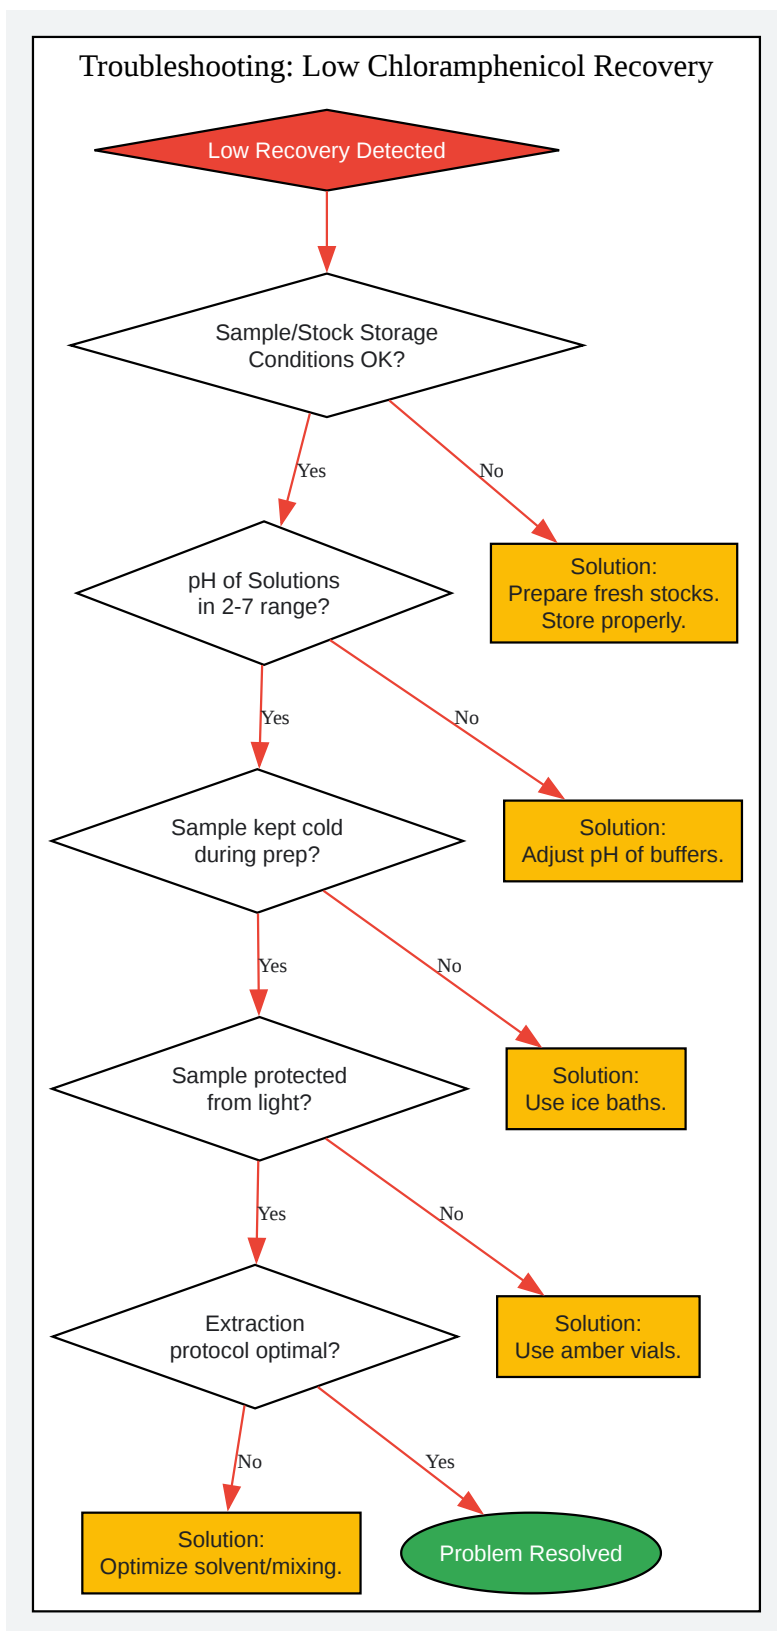 Troubleshooting: Low Chloramphenicol Recovery
Low Recovery Detected
Sample/Stock Storage
Conditions OK?
Yes
No
pH of Solutions
in 2-7 range?
Solution:
Prepare fresh stocks.
Store properly.
Yes
No
Sample kept cold
during prep?
Solution:
Adjust pH of buffers.
Yes
No
Sample protected
from light?
Solution:
Use ice baths.
Yes
No
Extraction
protocol optimal?
Solution:
Use amber vials.
No
Yes
Solution:
Optimize solvent/mixing.
Problem Resolved